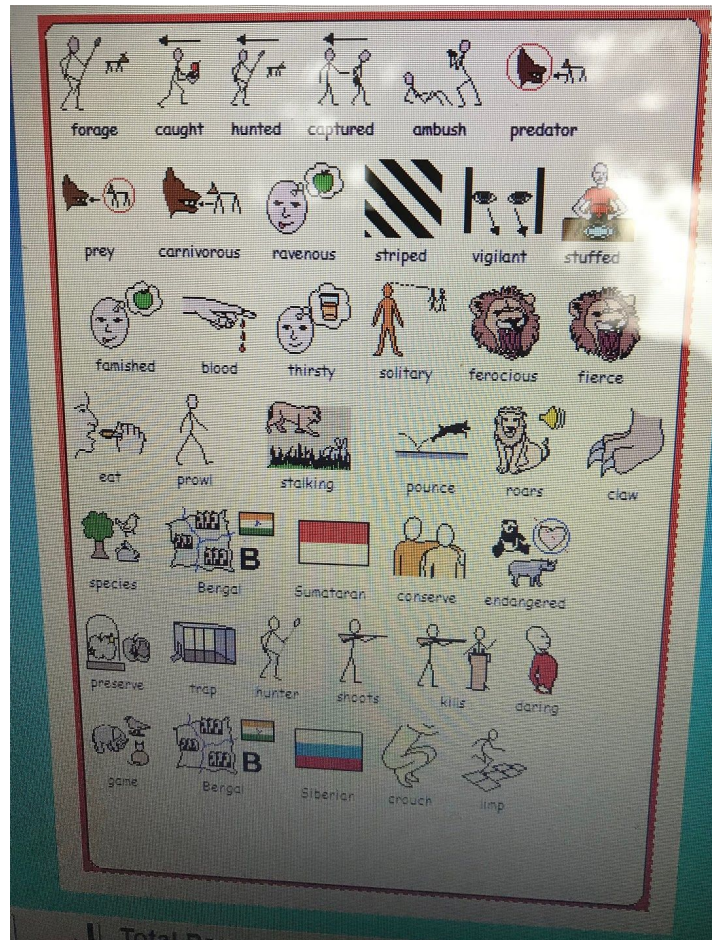 forage caught hunted captured ambush predator
prey carnivorous ravenous striped vigilant stuffed
famished blood thirsty solitary ferocious fierce
eat prowl stalking pounce roars claw
B
species Bengal Sumataran conserve endangered
preserve trap hunter shoots kills daring
B
game Bengal Siberian crouch limp